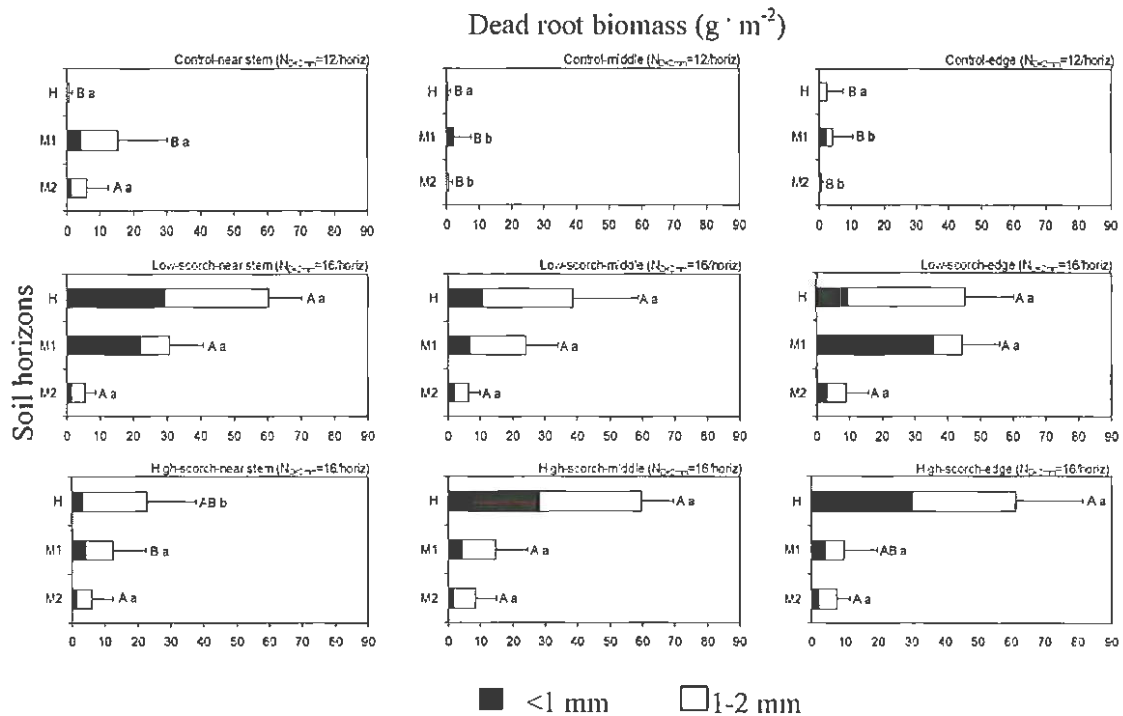 Dead root biomass (g · m⁻²)
Control-near stem (N =12/horiz)
Control-middle (N =12/horiz)
Control-edge (N =12/horiz)
H
B a
M1
B a
M2
A a
0 10 20 30 40 50 60 70 80 90
H
B a
M1
B b
M2
B b
0 10 20 30 40 50 60 70 80 90
H
B a
M1
B b
M2
B b
0 10 20 30 40 50 60 70 80 90
Soil horizons
Low-scorch-near stem (N =16/horiz)
Low-scorch-middle (N =16/horiz)
Low-scorch-edge (N =16/horiz)
H
A a
M1
A a
M2
A a
0 10 20 30 40 50 60 70 80 90
H
A a
M1
A a
M2
A a
0 10 20 30 40 50 60 70 80 90
H
A a
M1
A a
M2
A a
0 10 20 30 40 50 60 70 80 90
High-scorch-near stem (N =16/horiz)
High-scorch-middle (N =16/horiz)
High-scorch-edge (N =16/horiz)
H
ABb
M1
B a
M2
A a
0 10 20 30 40 50 60 70 80 90
H
A a
M1
A a
M2
A a
0 10 20 30 40 50 60 70 80 90
H
A a
M1
ABa
M2
A a
0 10 20 30 40 50 60 70 80 90
<1 mm
1-2 mm